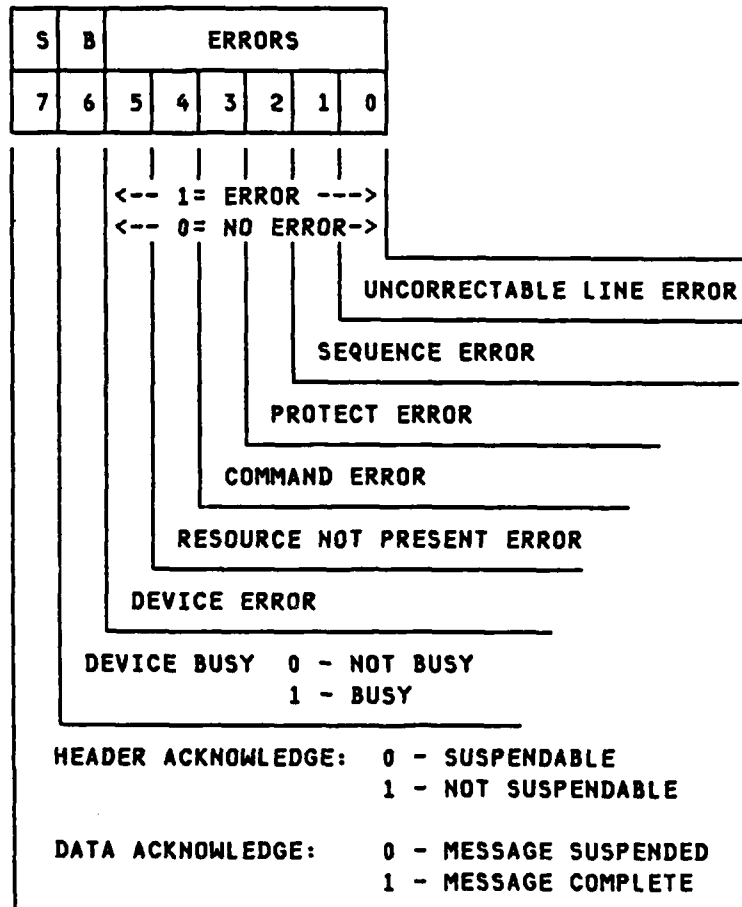 S B ERRORS
7 6 5 4 3 2 1 0
<-- 1= ERROR --->
<-- 0= NO ERROR->
UNCORRECTABLE LINE ERROR
SEQUENCE ERROR
PROTECT ERROR
COMMAND ERROR
RESOURCE NOT PRESENT ERROR
DEVICE ERROR
DEVICE BUSY 0 - NOT BUSY
1 - BUSY
HEADER ACKNOWLEDGE: 0 - SUSPENDABLE
1 - NOT SUSPENDABLE
DATA ACKNOWLEDGE: 0 - MESSAGE SUSPENDED
1 - MESSAGE COMPLETE